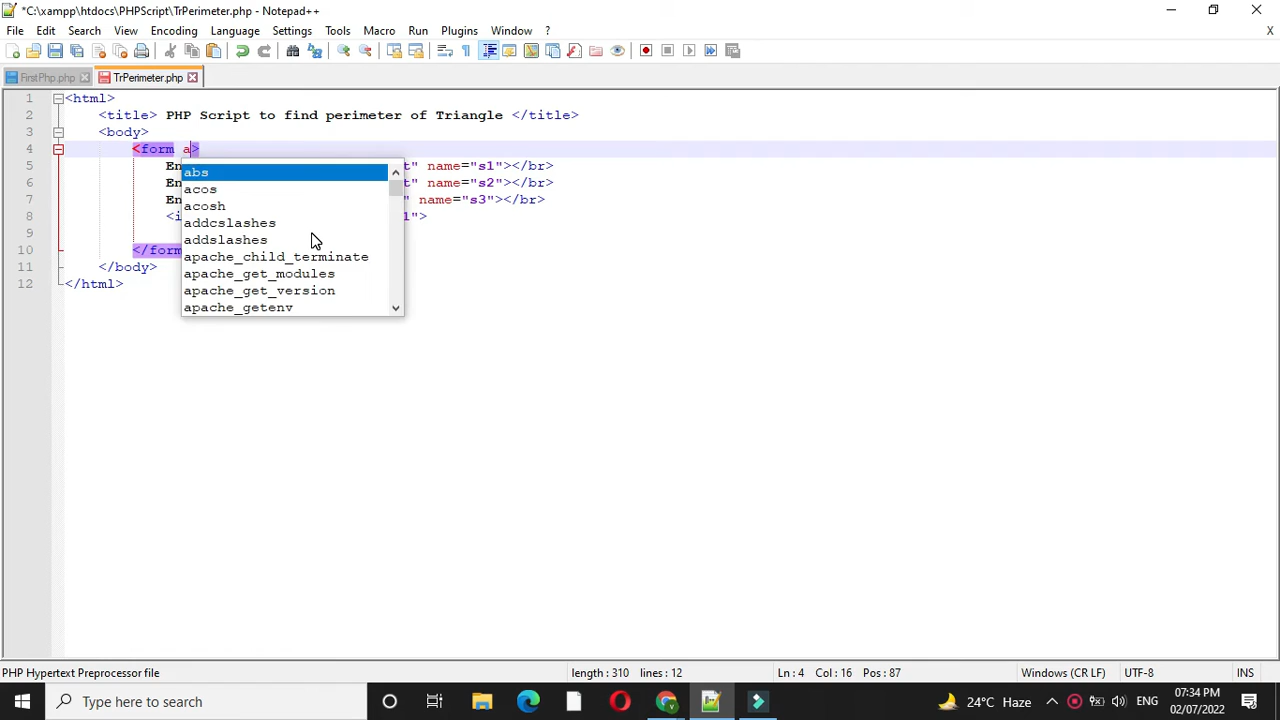 *C:\xampp\htdocs\PHPScript\TrPerimeter.php - Notepad++
File Edit Search View Encoding Language Settings Tools Macro Run Plugins Window ? X
FirstPhp.php TrPerimeter.php
1 <html>
2 <title> PHP Script to find perimeter of Triangle </title>
3 <body>
4 <form a>
abs
5 En t" name="s1"></br>
acos
6 En t" name="s2"></br>
acosh
7 En " name="s3"></br>
8 <i 1">
addcslashes
9
addslashes
10 </form
apache_child_terminate
11 </body>
apache_get_modules
12 </html>
apache_get_version
apache_getenv
PHP Hypertext Preprocessor file length : 310 lines : 12 Ln : 4 Col : 16 Pos : 87 Windows (CR LF) UTF-8 INS
Type here to search 24°C Haze ENG 07:34 PM
02/07/2022